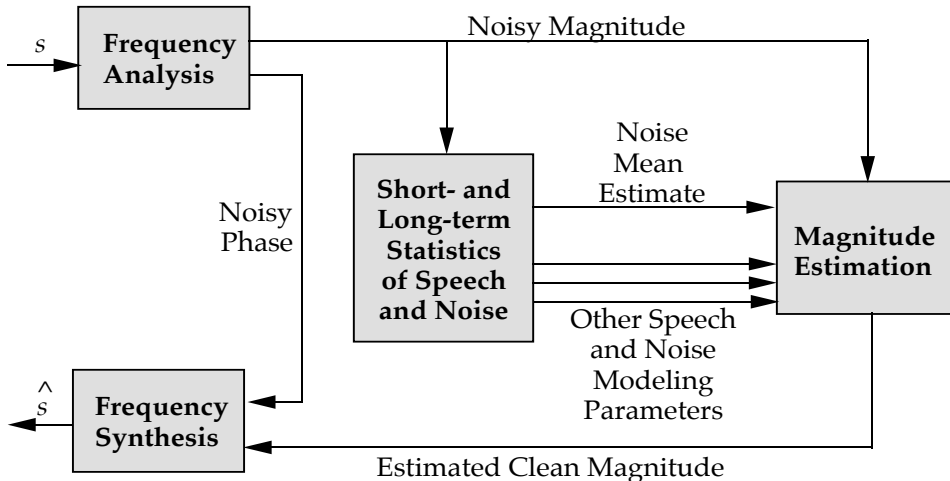 s
Frequency
Analysis
Noisy Magnitude
Noisy
Phase
Short- and
Long-term
Statistics
of Speech
and Noise
Noise
Mean
Estimate
Other Speech
and Noise
Modeling
Parameters
Magnitude
Estimation
ŝ
Frequency
Synthesis
Estimated Clean Magnitude